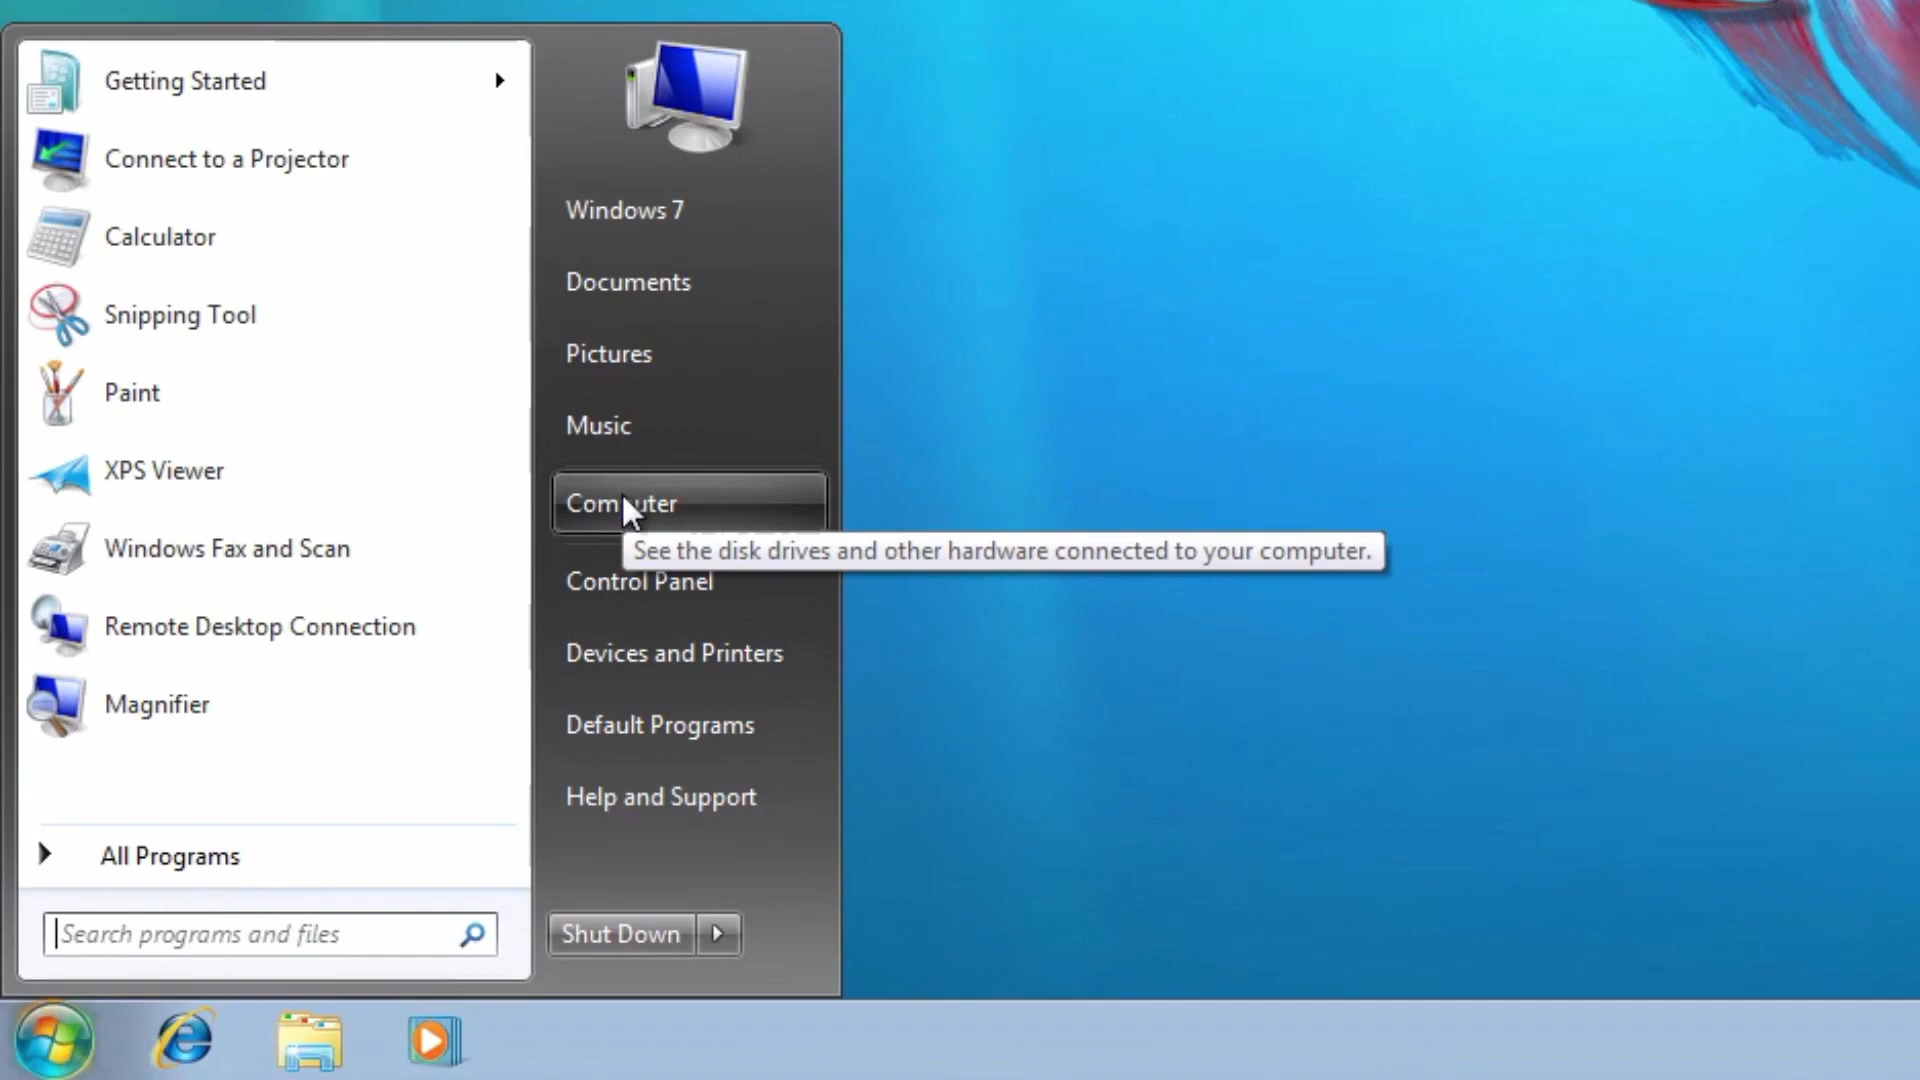 Getting Started
Connect to a Projector
Calculator
Snipping Tool
Paint
XPS Viewer
Windows Fax and Scan
Remote Desktop Connection
Magnifier
All Programs
Search programs and files
Windows 7
Documents
Pictures
Music
Computer
See the disk drives and other hardware connected to your computer.
Control Panel
Devices and Printers
Default Programs
Help and Support
Shut Down